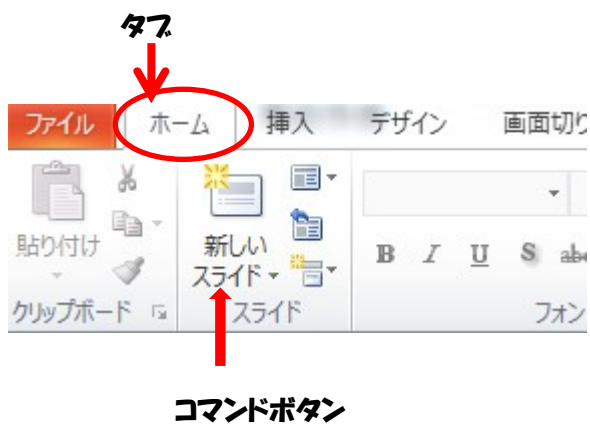 タブ
ファイル ホーム 挿入 デザイン 画面切り
貼り付け
新しい
スライド
B I U S abc
クリップボード スライド フォン
コマンドボタン